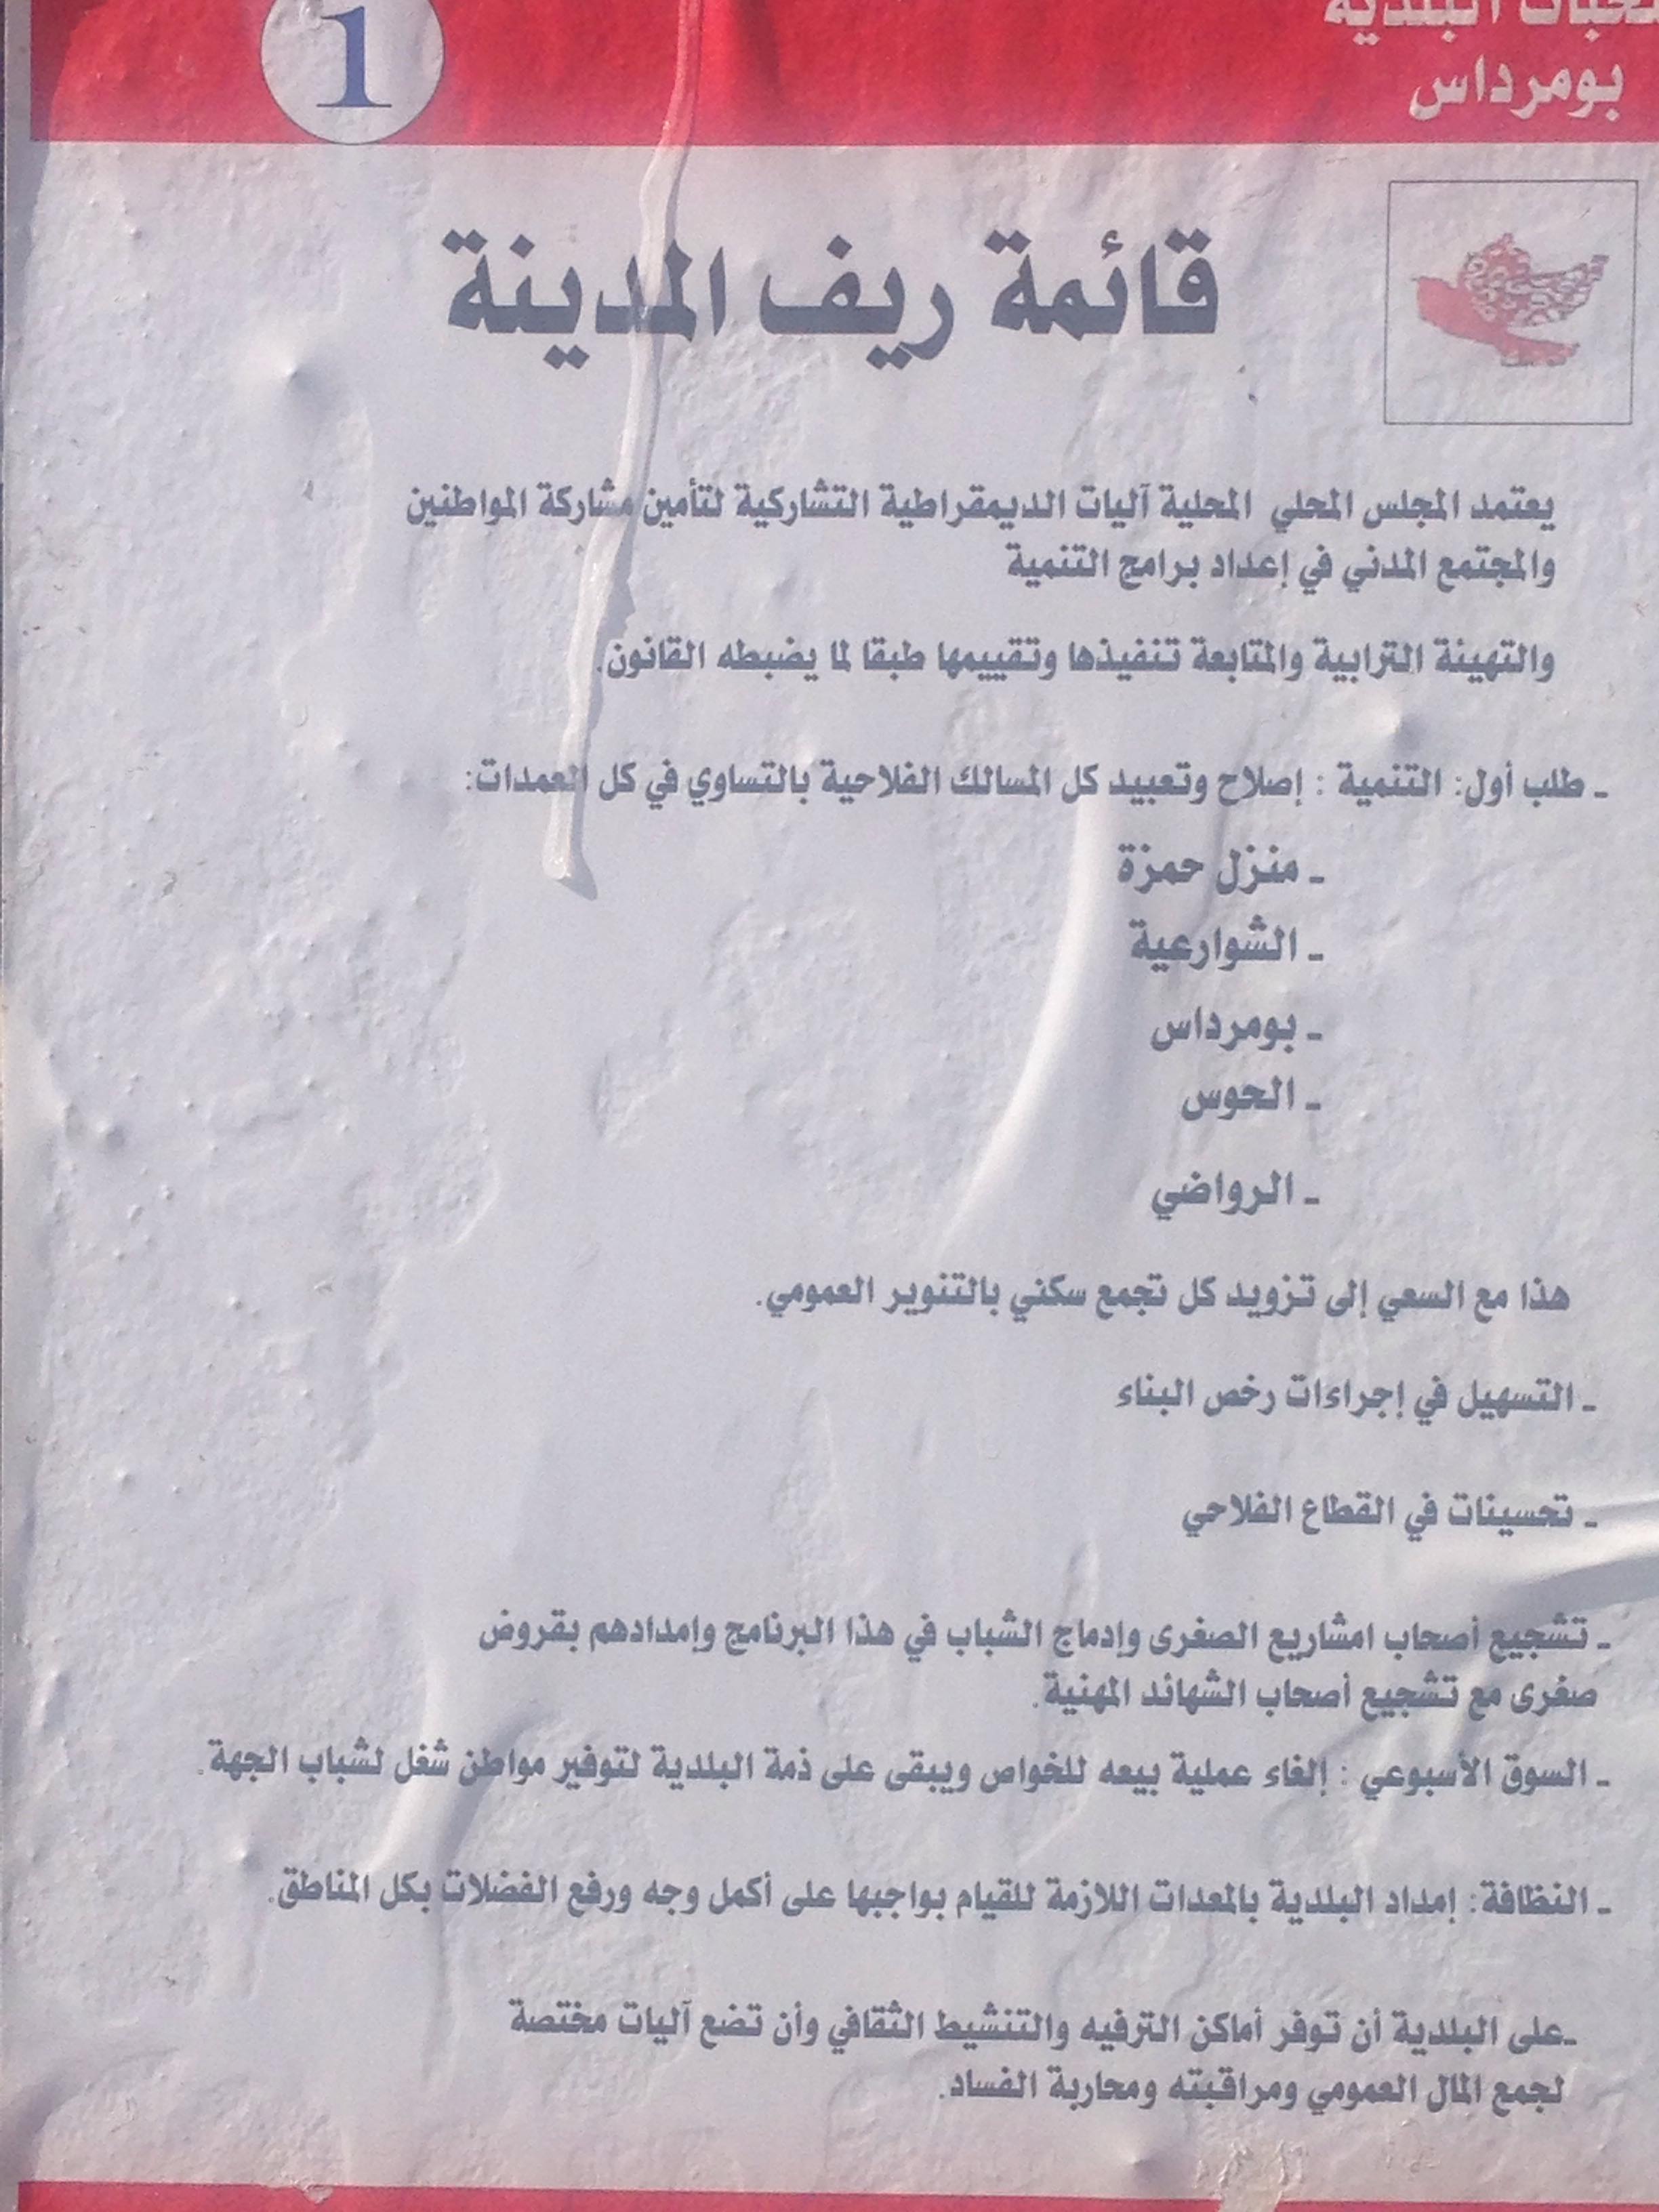 البلدية
بومرداس
1
قائمة ريف المدينة
يعتمد المجلس المحلي المحلية آليات الديمقراطية التشاركية لتأمين مشاركة المواطنين
والمجتمع المدني في إعداد برامج التنمية
والتهيئة الترابية والمتابعة تنفيذها وتقييمها طبقا لما يضبطه القانون.
- طلب أول: التنمية : إصلاح وتعبيد كل المسالك الفلاحية بالتساوي في كل العمدات:
- منزل حمزة
- الشوارعية
- بومرداس
- الحوس
- الرواضي
هذا مع السعي إلى تزويد كل تجمع سكني بالتنوير العمومي.
- التسهيل في إجراءات رخص البناء
- تحسينات في القطاع الفلاحي
- تشجيع أصحاب امشاريع الصغرى وإدماج الشباب في هذا البرنامج وإمدادهم بقروض
صغرى مع تشجيع أصحاب الشهائد المهنية.
- السوق الأسبوعي : إلغاء عملية بيعه للخواص ويبقى على ذمة البلدية لتوفير مواطن شغل لشباب الجهة.
- النظافة: إمداد البلدية بالمعدات اللازمة للقيام بواجبها على أكمل وجه ورفع الفضلات بكل المناطق.
-على البلدية أن توفر أماكن الترفيه والتنشيط الثقافي وأن تضع آليات مختصة
لجمع المال العمومي ومراقبته ومحاربة الفساد.